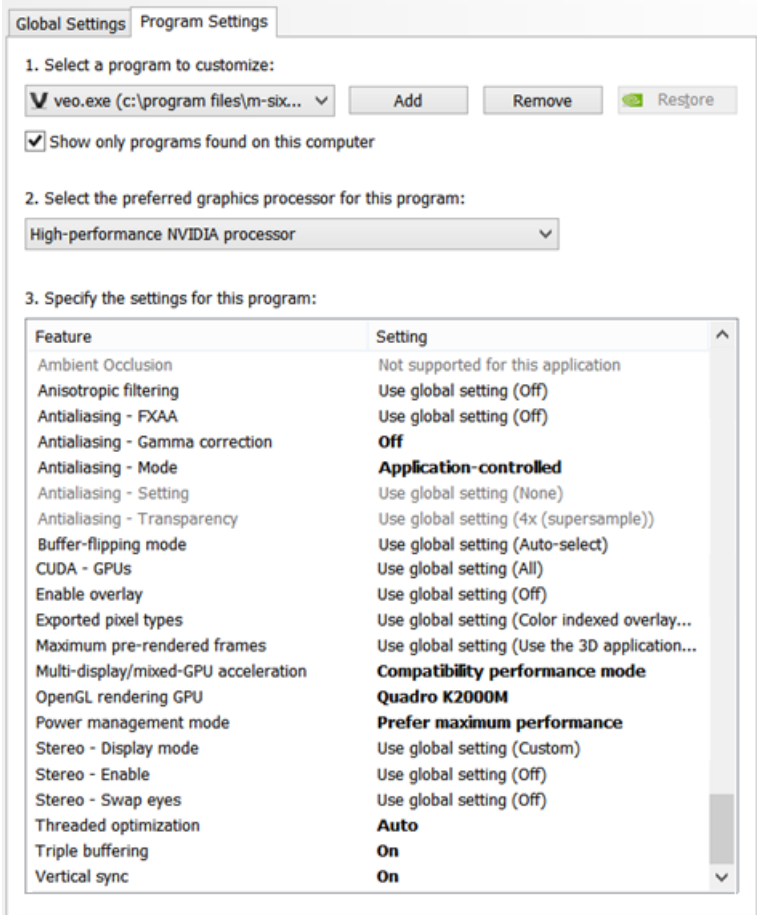 Global Settings Program Settings
1. Select a program to customize:
veo.exe (c:\program files\m-six... Add Remove Restore
Show only programs found on this computer
2. Select the preferred graphics processor for this program:
High-performance NVIDIA processor
3. Specify the settings for this program:
Feature Setting
Ambient Occlusion Not supported for this application
Anisotropic filtering Use global setting (Off)
Antialiasing - FXAA Use global setting (Off)
Antialiasing - Gamma correction Off
Antialiasing - Mode Application-controlled
Antialiasing - Setting Use global setting (None)
Antialiasing - Transparency Use global setting (4x (supersample))
Buffer-flipping mode Use global setting (Auto-select)
CUDA - GPUs Use global setting (All)
Enable overlay Use global setting (Off)
Exported pixel types Use global setting (Color indexed overlay...
Maximum pre-rendered frames Use global setting (Use the 3D application...
Multi-display/mixed-GPU acceleration Compatibility performance mode
OpenGL rendering GPU Quadro K2000M
Power management mode Prefer maximum performance
Stereo - Display mode Use global setting (Custom)
Stereo - Enable Use global setting (Off)
Stereo - Swap eyes Use global setting (Off)
Threaded optimization Auto
Triple buffering On
Vertical sync On